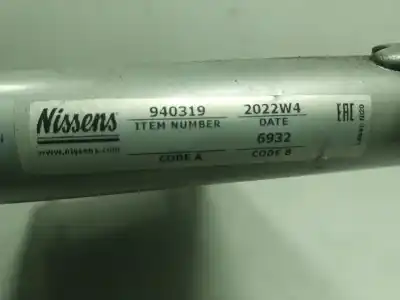 Nissens
www.nissens.com
940319
ITEM NUMBER
2022W4
DATE
6932
CODE A
CODE B
EAC